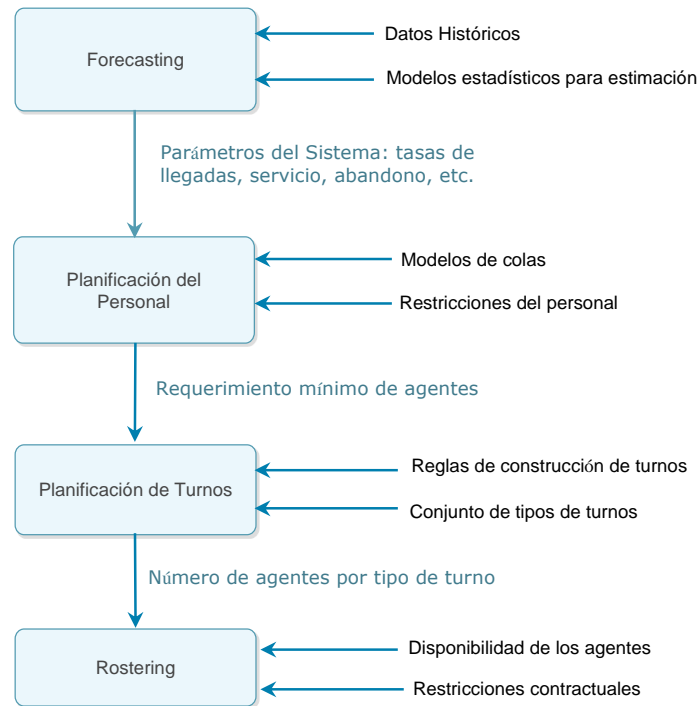 Forecasting
Datos Históricos
Modelos estadísticos para estimación
Parámetros del Sistema: tasas de
llegadas, servicio, abandono, etc.
Planificación del
Personal
Modelos de colas
Restricciones del personal
Requerimiento mínimo de agentes
Planificación de Turnos
Reglas de construcción de turnos
Conjunto de tipos de turnos
Número de agentes por tipo de turno
Rostering
Disponibilidad de los agentes
Restricciones contractuales